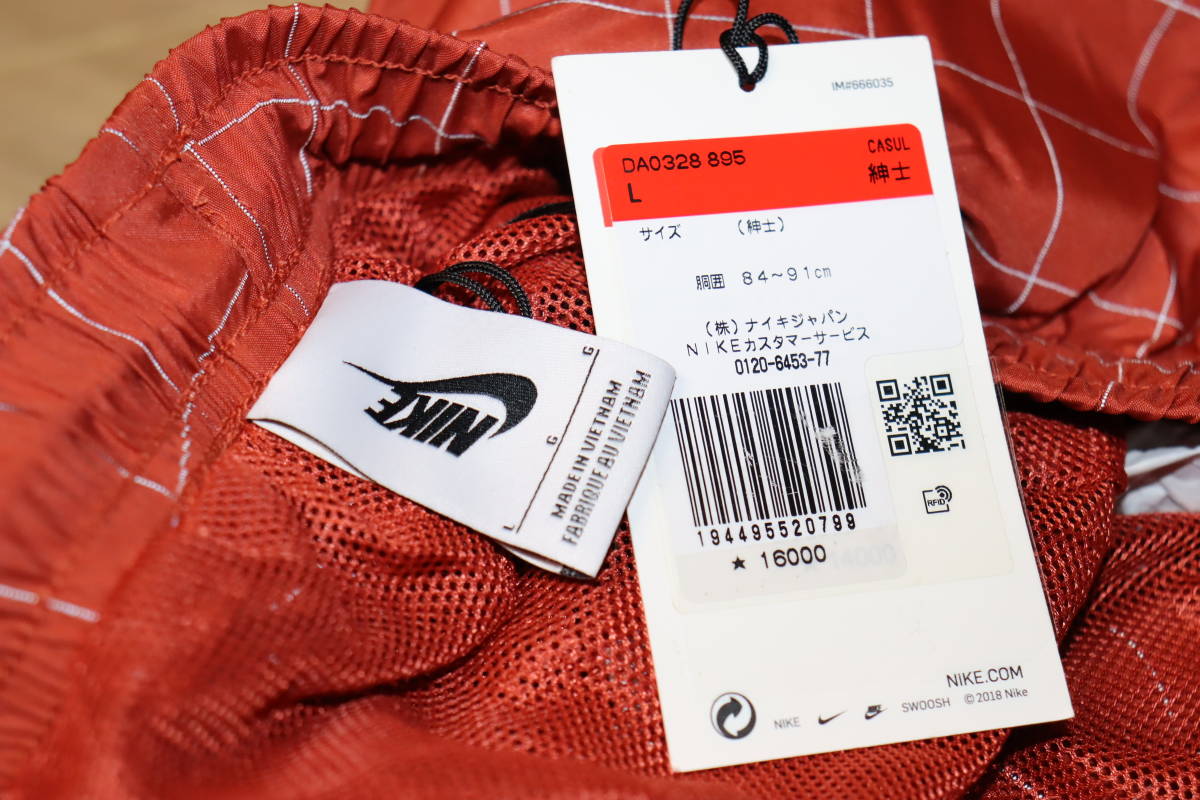 IM#66603S
DA0328 895 CASUL
L 紳士
サイズ （紳士）
胴囲 84～91cm
（株）ナイキジャパン
NIKEカスタマーサービス
0120-6453-77
194495520799
★ 16000
RFID
NIKE.COM
NIKE SWOOSH ©2018 Nike
NIKE
L G G
MADE IN VIETNAM
FABRIQUE AU VIETNAM